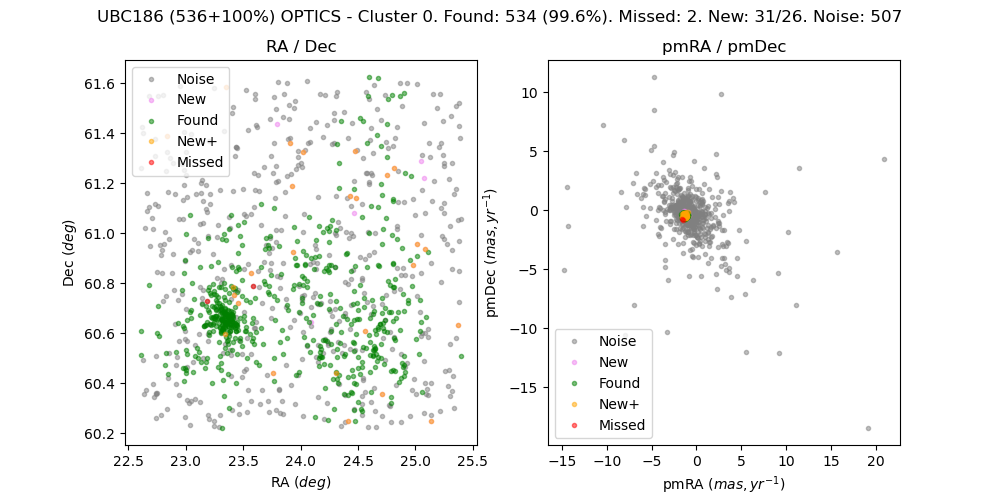 UBC186 (536+100%) OPTICS - Cluster 0. Found: 534 (99.6%). Missed: 2. New: 31/26. Noise: 507
RA / Dec
61.6
61.4
61.2
61.0
60.8
60.6
60.4
60.2
Dec (deg)
Noise
New
Found
New+
Missed
22.5
23.0
23.5
24.0
24.5
25.0
25.5
RA (deg)
pmRA / pmDec
10
5
0
−5
−10
−15
pmDec (mas, yr⁻¹)
Noise
New
Found
New+
Missed
−15
−10
−5
0
5
10
15
20
pmRA (mas, yr⁻¹)